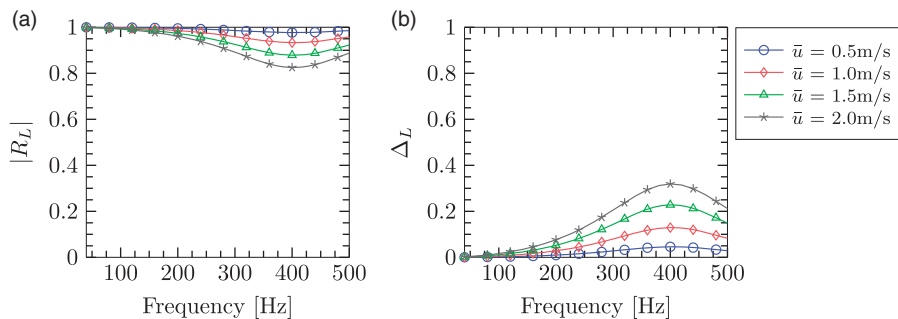 (a)
1
0.8
0.6
0.4
0.2
0
|R_L|
100
200
300
400
500
Frequency [Hz]
(b)
1
0.8
0.6
0.4
0.2
0
Δ_L
100
200
300
400
500
Frequency [Hz]
ū = 0.5m/s
ū = 1.0m/s
ū = 1.5m/s
ū = 2.0m/s